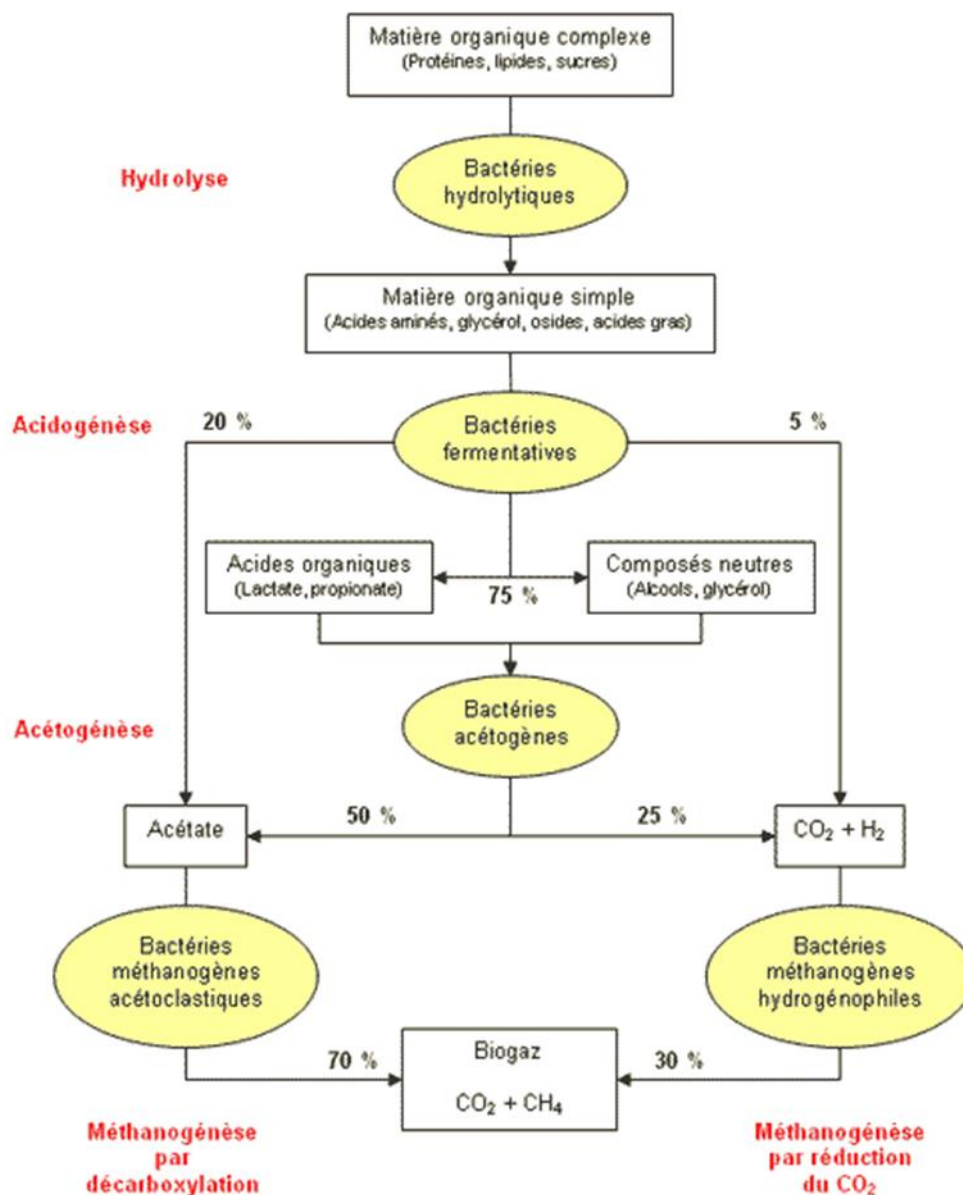 Matière organique complexe
(Protéines, lipides, sucres)
Hydrolyse
Bactéries
hydrolytiques
Matière organique simple
(Acides aminés, glycérol, osides, acides gras)
Acidogénèse
20 %
Bactéries
fermentatives
5 %
Acides organiques
(Lactate, propionate)
75 %
Composés neutres
(Alcools, glycérol)
Acétogénèse
Bactéries
acétogènes
Acétate
50 %
25 %
CO₂ + H₂
Bactéries
méthanogènes
acétoclastiques
Bactéries
méthanogènes
hydrogénophiles
70 %
Biogaz
CO₂ + CH₄
30 %
Méthanogénèse
par
décarboxylation
Méthanogénèse
par réduction
du CO₂